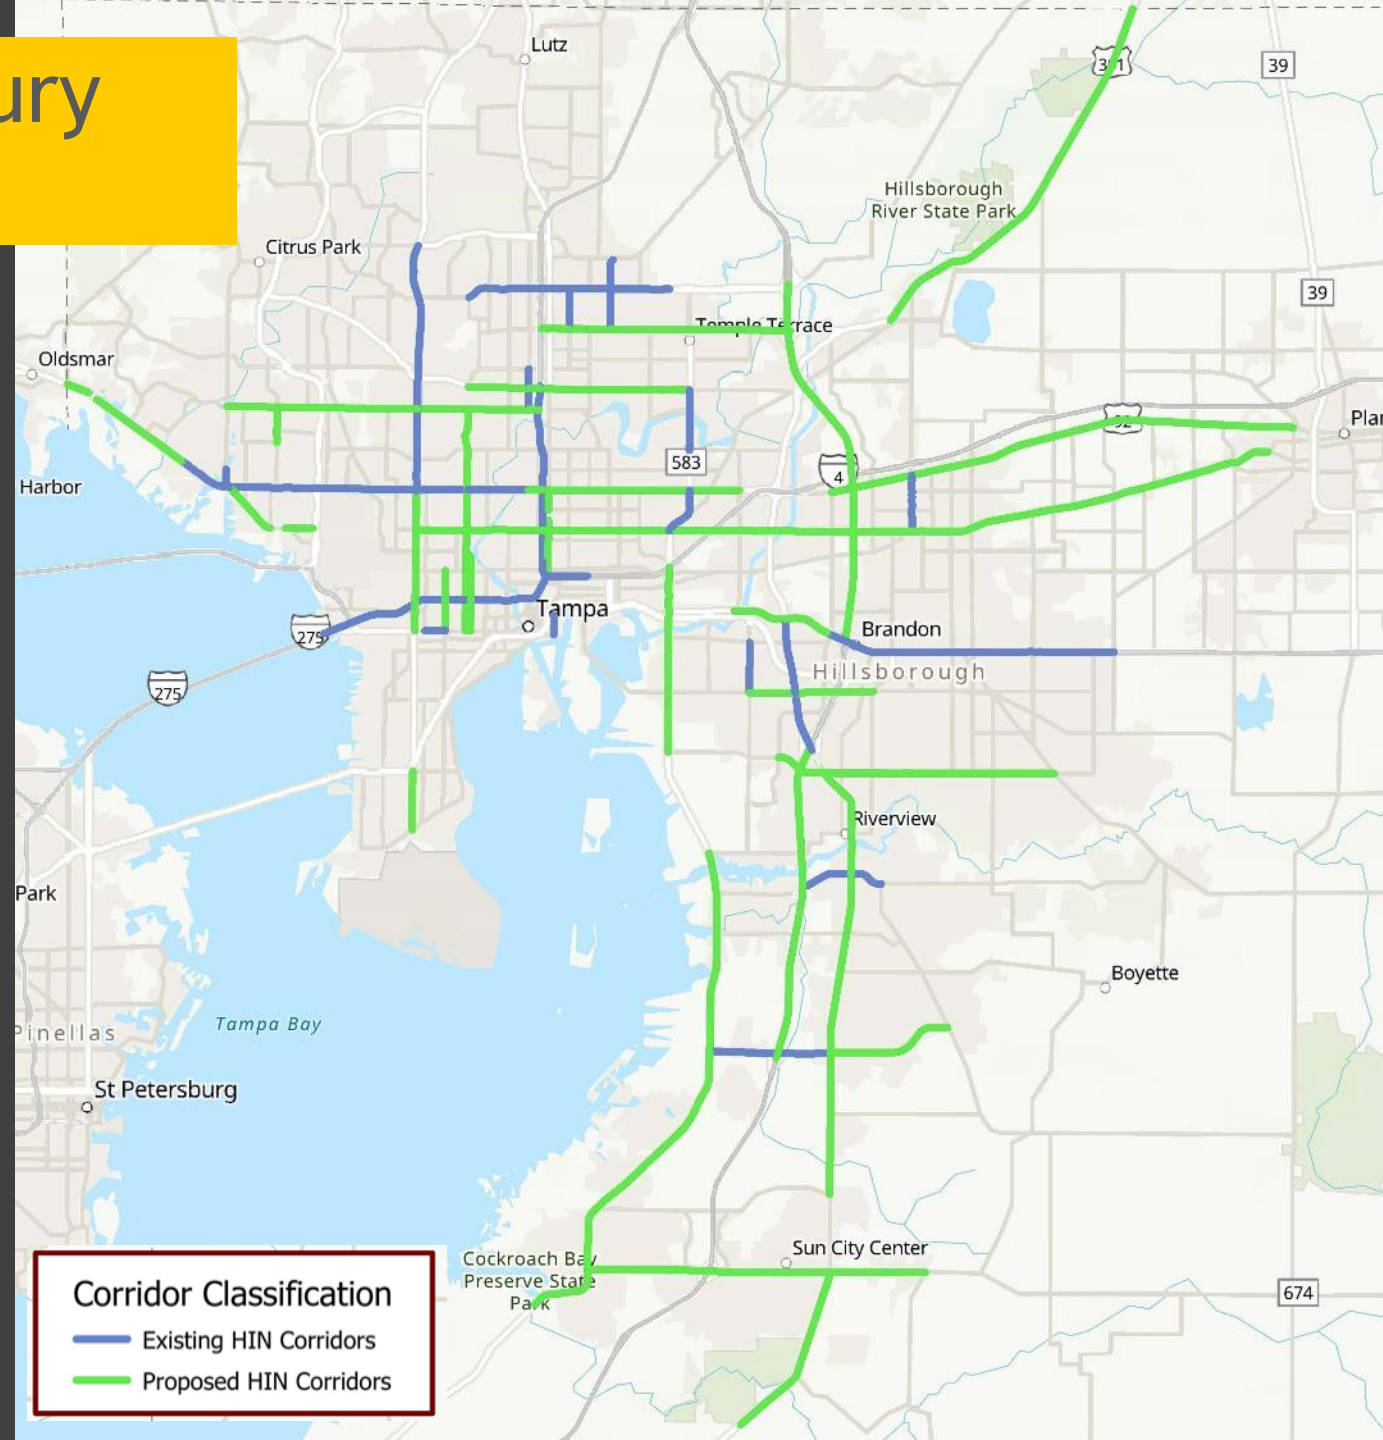 ury
Lutz
39
Hillsborough
River State Park
Citrus Park
39
Temple Terrace
Oldsmar
92
583
4
Harbor
Tampa
275
Brandon
Hillsborough
275
Riverview
Park
Boyette
Tampa Bay
Pinellas
St Petersburg
Sun City Center
Cockroach Bay
Preserve State
Park
674
Corridor Classification
Existing HIN Corridors
Proposed HIN Corridors